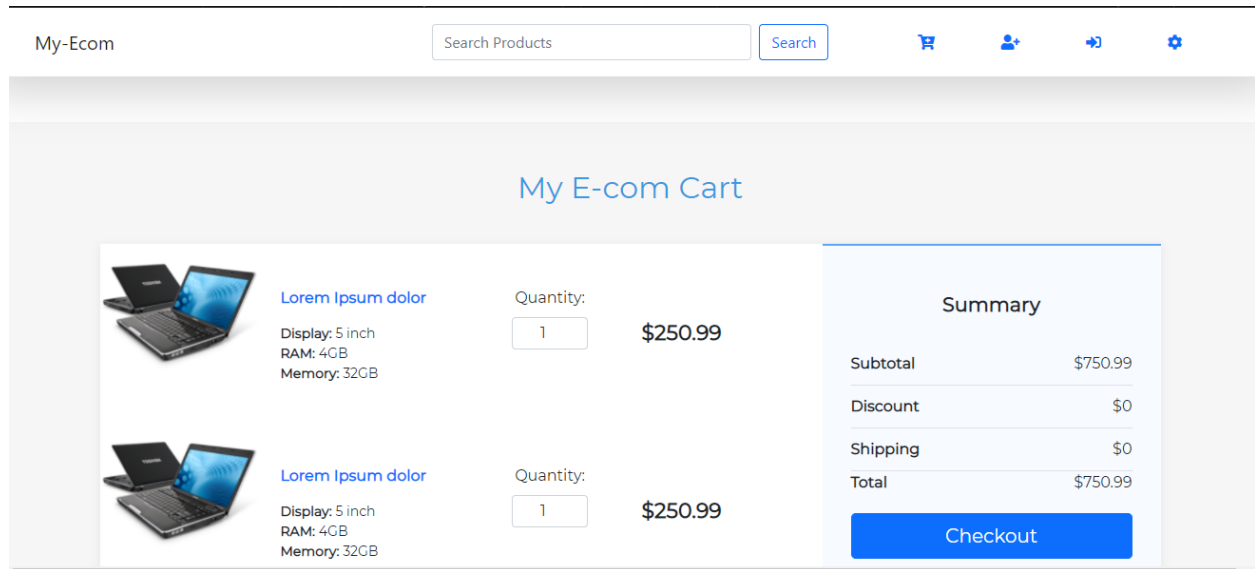 My-Ecom
Search Products
Search
My E-com Cart
Lorem Ipsum dolor
Display: 5 inch
RAM: 4GB
Memory: 32GB
Quantity:
1
$250.99
Lorem Ipsum dolor
Display: 5 inch
RAM: 4GB
Memory: 32GB
Quantity:
1
$250.99
Summary
Subtotal $750.99
Discount $0
Shipping $0
Total $750.99
Checkout